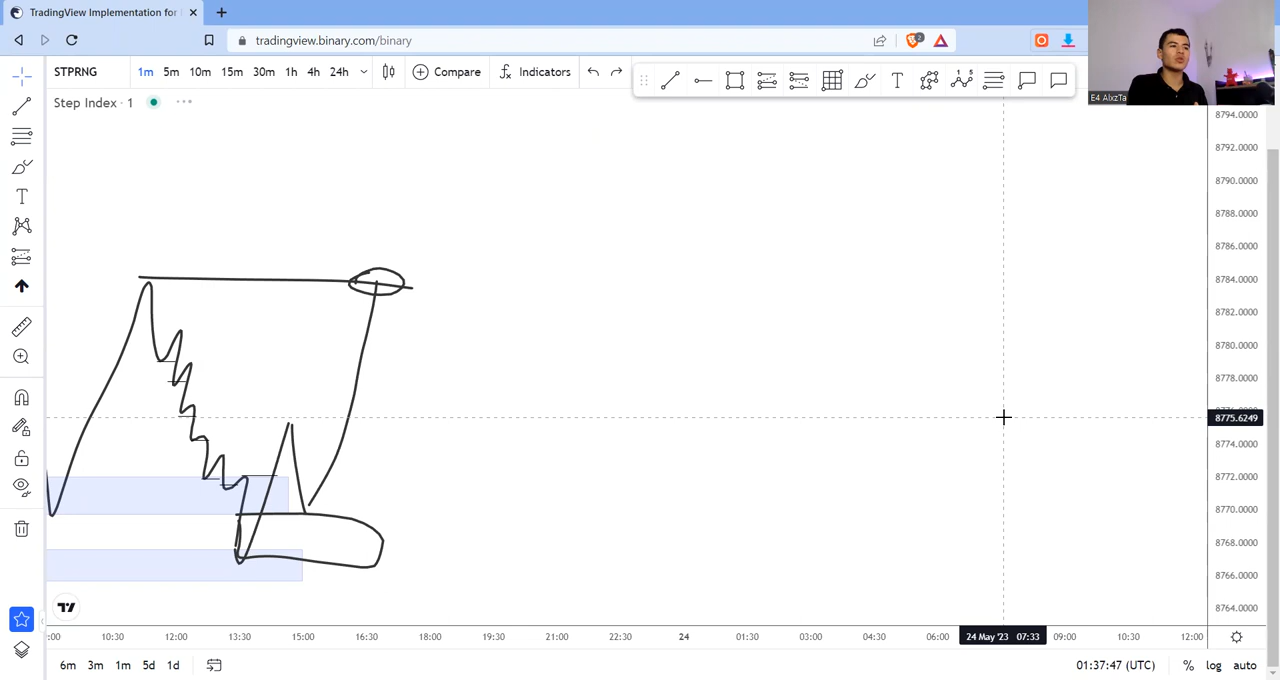 TradingView Implementation for
tradingview.binary.com/binary
2
STPRNG 1m 5m 10m 15m 30m 1h 4h 24h Compare Indicators
Step Index · 1
E4 AlxzTa
8794.0000
8792.0000
8790.0000
8788.0000
8786.0000
8784.0000
8782.0000
8780.0000
8778.0000
8775.6249
8774.0000
8772.0000
8770.0000
8768.0000
8766.0000
8764.0000
:00 10:30 12:00 13:30 15:00 16:30 18:00 19:30 21:00 22:30 24 01:30 03:00 04:30 06:00 24 May '23 07:33 09:00 10:30 12:00
6m 3m 1m 5d 1d 01:37:47 (UTC) % log auto